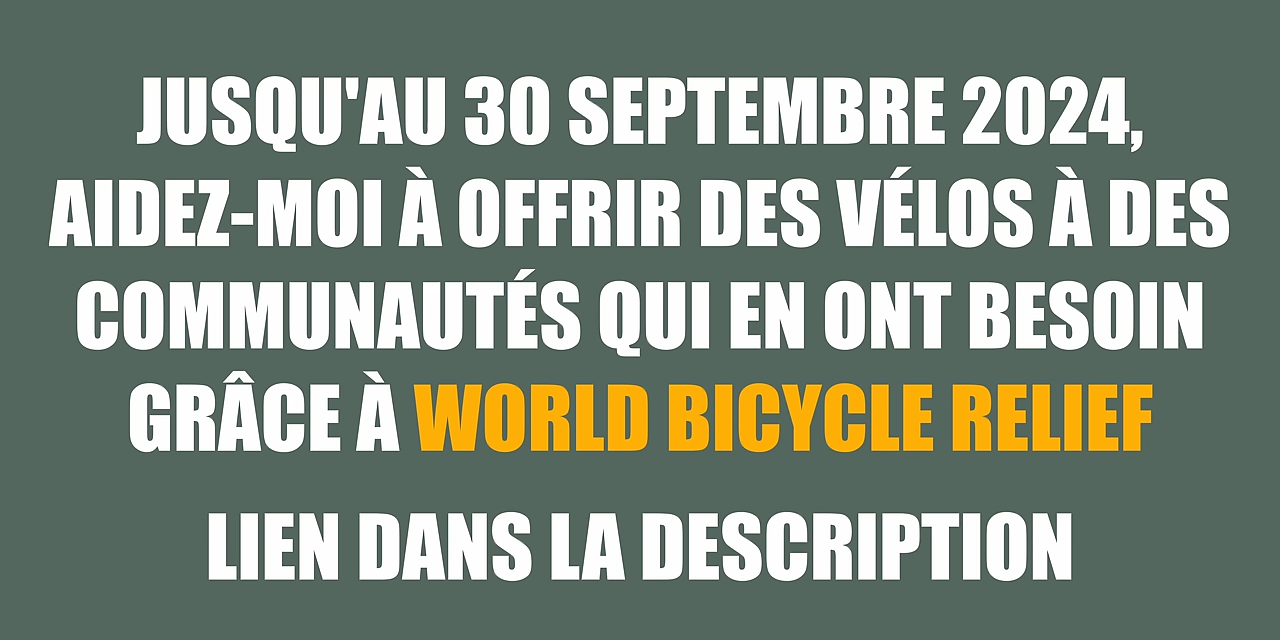 JUSQU'AU 30 SEPTEMBRE 2024,
AIDEZ-MOI À OFFRIR DES VÉLOS À DES
COMMUNAUTÉS QUI EN ONT BESOIN
GRÂCE À WORLD BICYCLE RELIEF
LIEN DANS LA DESCRIPTION